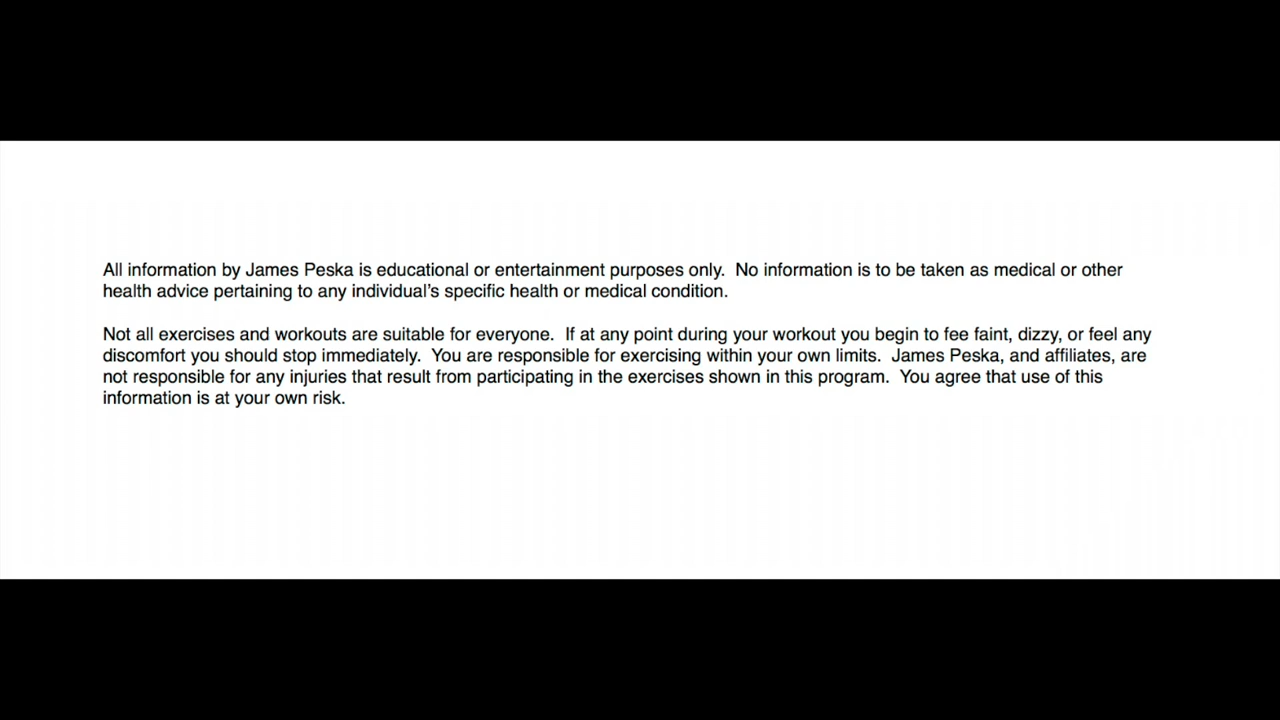 All information by James Peska is educational or entertainment purposes only.  No information is to be taken as medical or other
health advice pertaining to any individual’s specific health or medical condition.
Not all exercises and workouts are suitable for everyone.  If at any point during your workout you begin to fee faint, dizzy, or feel any
discomfort you should stop immediately.  You are responsible for exercising within your own limits.  James Peska, and affiliates, are
not responsible for any injuries that result from participating in the exercises shown in this program.  You agree that use of this
information is at your own risk.